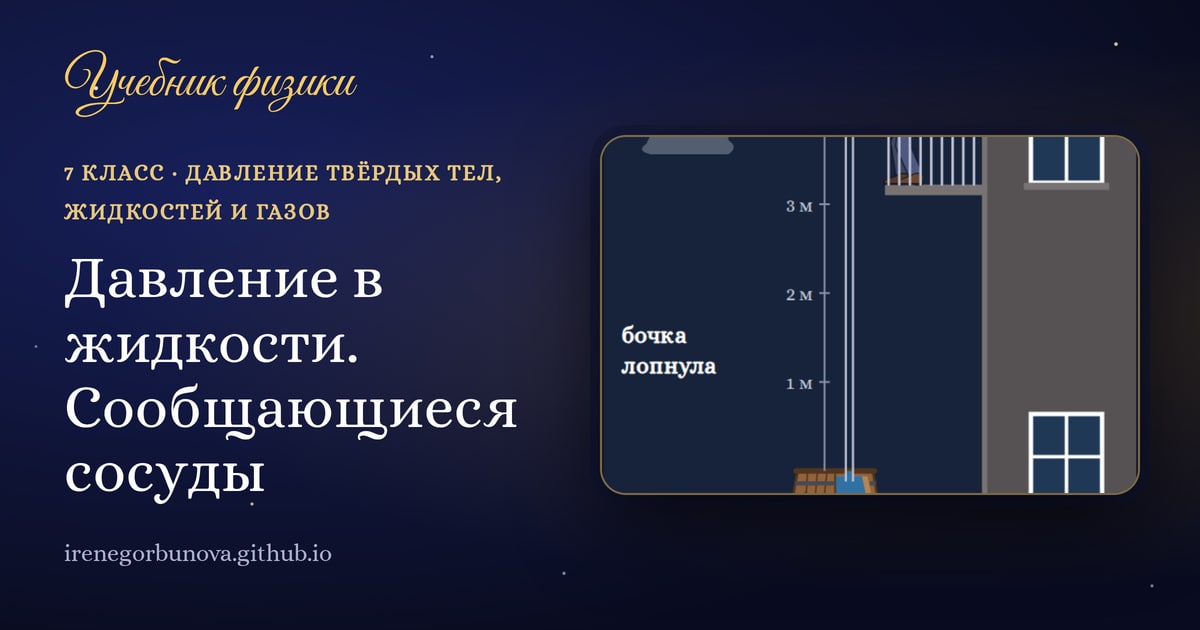 Учебник физики
7 КЛАСС · ДАВЛЕНИЕ ТВЁРДЫХ ТЕЛ,
ЖИДКОСТЕЙ И ГАЗОВ
Давление в
жидкости.
Сообщающиеся
сосуды
irenegorbunova.github.io
3 м
2 м
бочка
лопнула
1 м